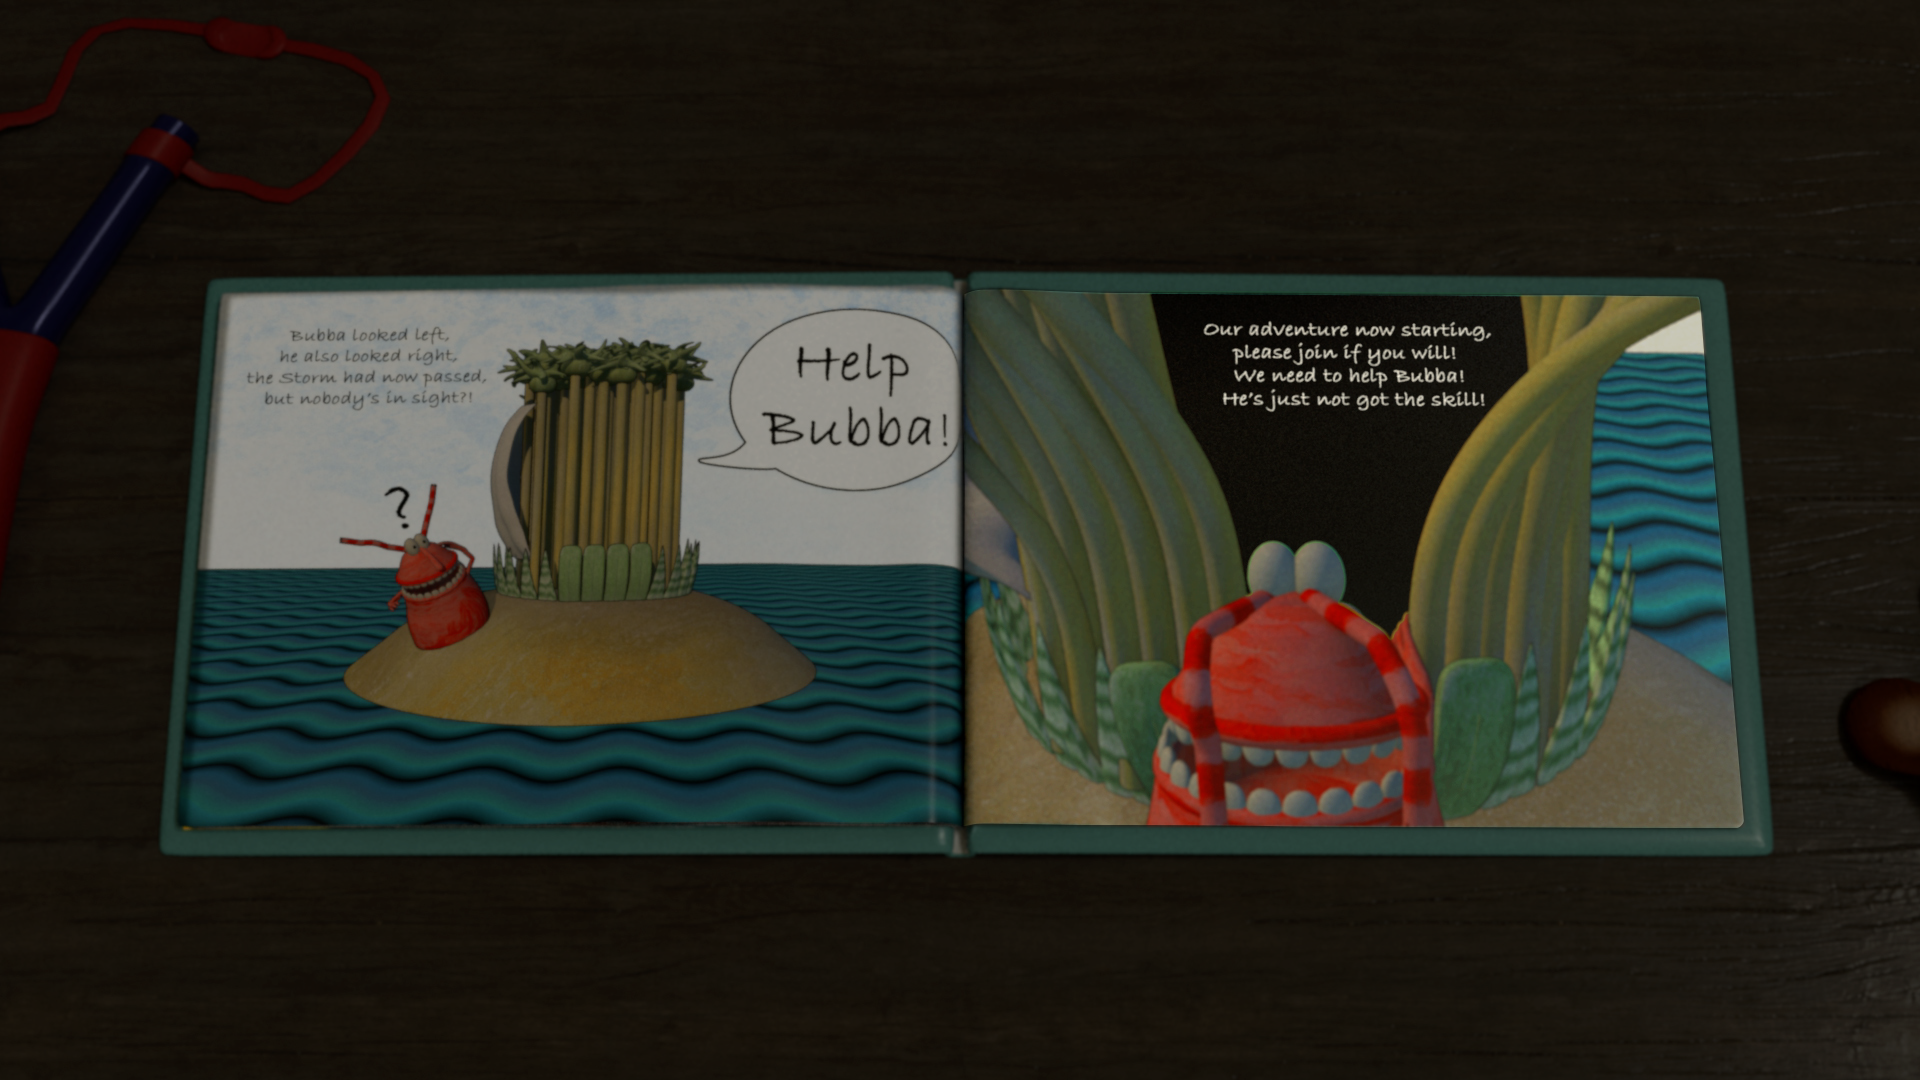 Bubba looked left,
he also looked right,
the Storm had now passed,
but nobody's in sight?!
?
Help
Bubba!
Our adventure now starting,
please join if you will!
We need to help Bubba!
He's just not got the skill!